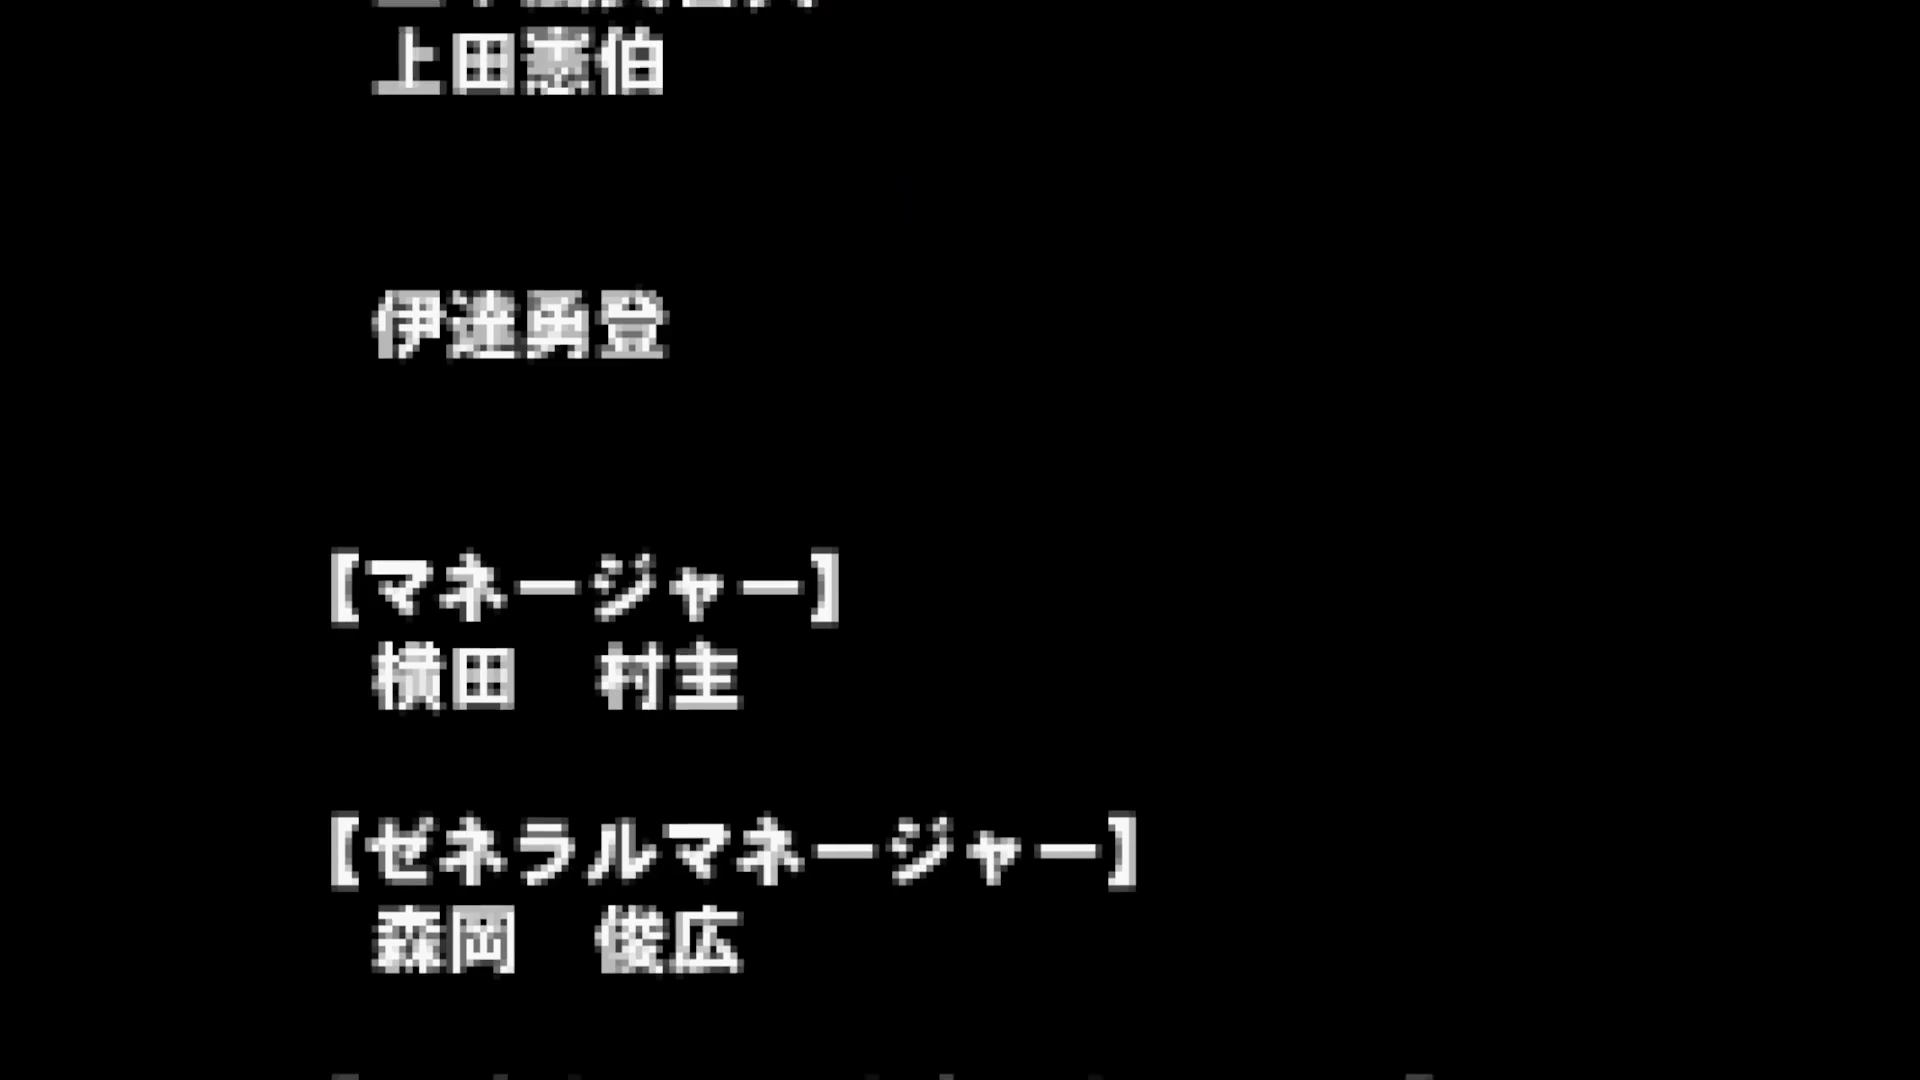 上田憲伯
伊達勇登
【マネージャー】
横田　村主
【ゼネラルマネージャー】
森岡　俊広